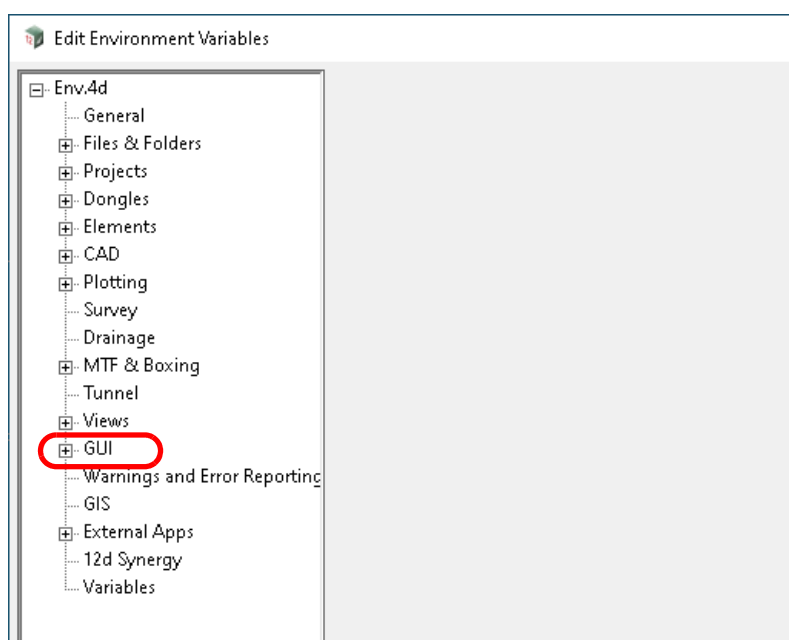 Edit Environment Variables
Env.4d
General
Files & Folders
Projects
Dongles
Elements
CAD
Plotting
Survey
Drainage
MTF & Boxing
Tunnel
Views
GUI
Warnings and Error Reporting
GIS
External Apps
12d Synergy
Variables